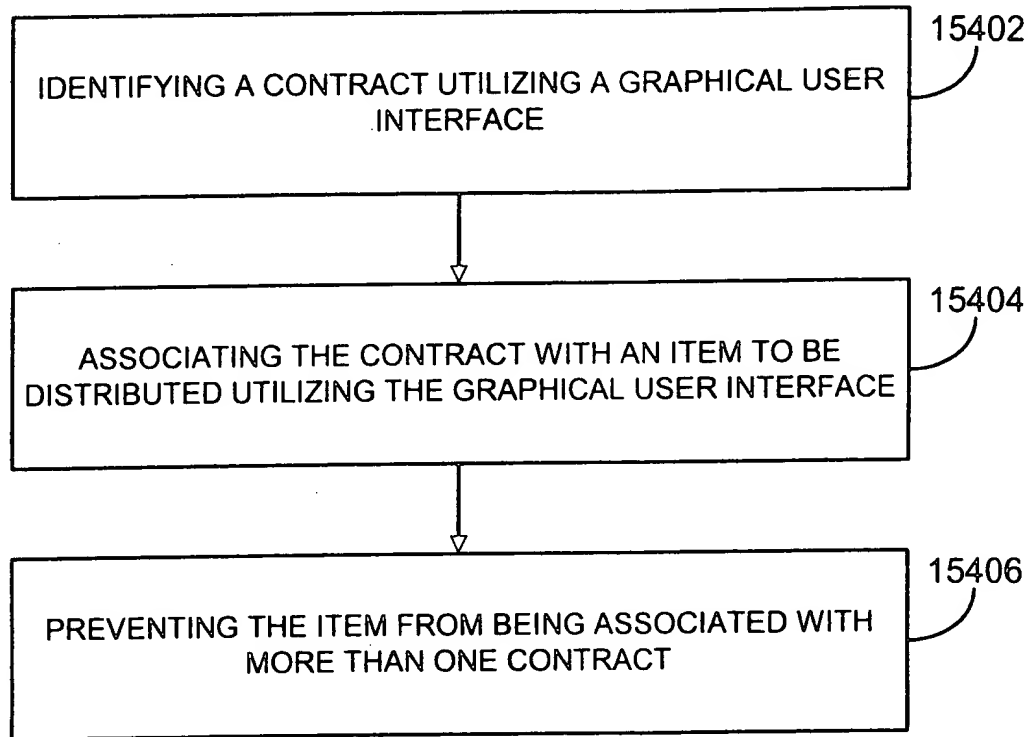 15402
IDENTIFYING A CONTRACT UTILIZING A GRAPHICAL USER
INTERFACE
15404
ASSOCIATING THE CONTRACT WITH AN ITEM TO BE
DISTRIBUTED UTILIZING THE GRAPHICAL USER INTERFACE
15406
PREVENTING THE ITEM FROM BEING ASSOCIATED WITH
MORE THAN ONE CONTRACT